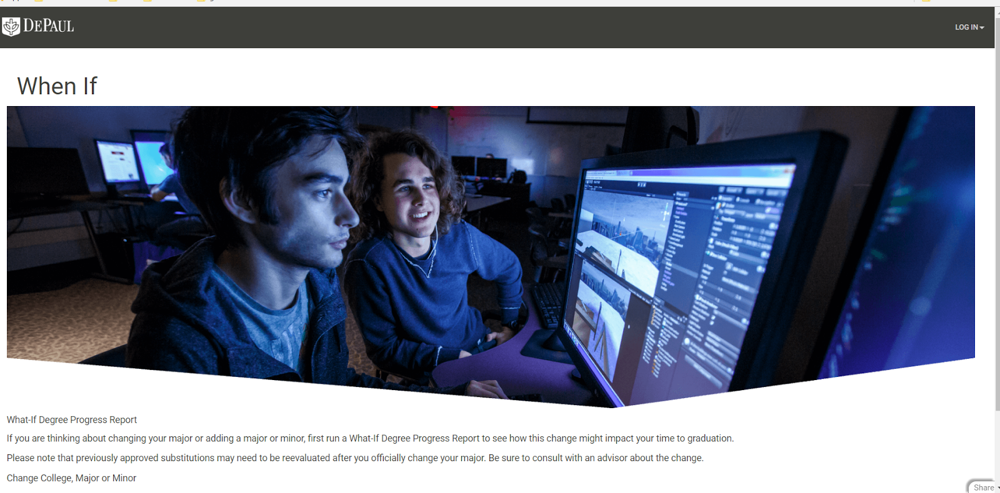 DEPAUL
LOG IN
When If
What-If Degree Progress Report
If you are thinking about changing your major or adding a major or minor, first run a What-If Degree Progress Report to see how this change might impact your time to graduation.
Please note that previously approved substitutions may need to be reevaluated after you officially change your major. Be sure to consult with an advisor about the change.
Change College, Major or Minor
Share